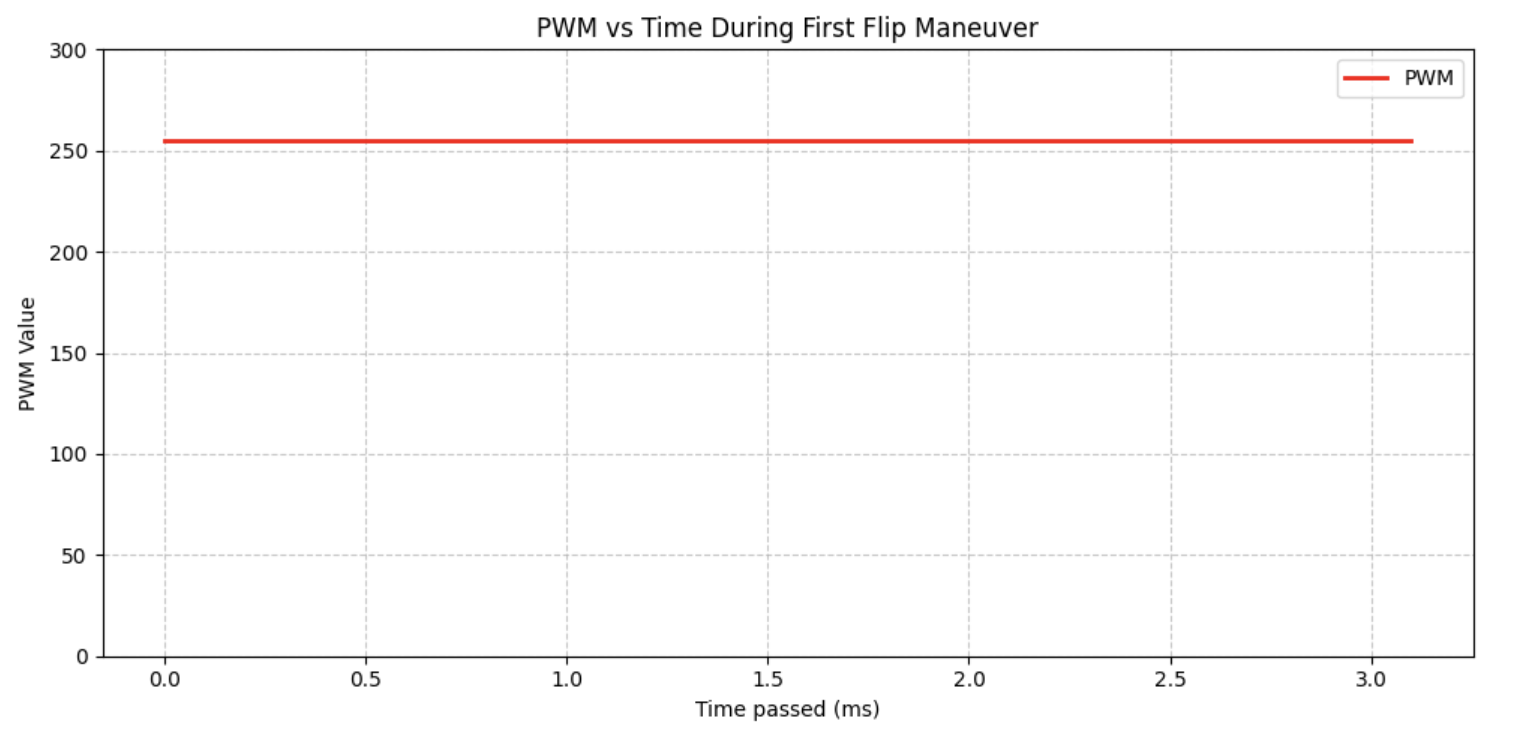 PWM vs Time During First Flip Maneuver
PWM
300
250
200
150
100
50
0
PWM Value
0.0 0.5 1.0 1.5 2.0 2.5 3.0
Time passed (ms)